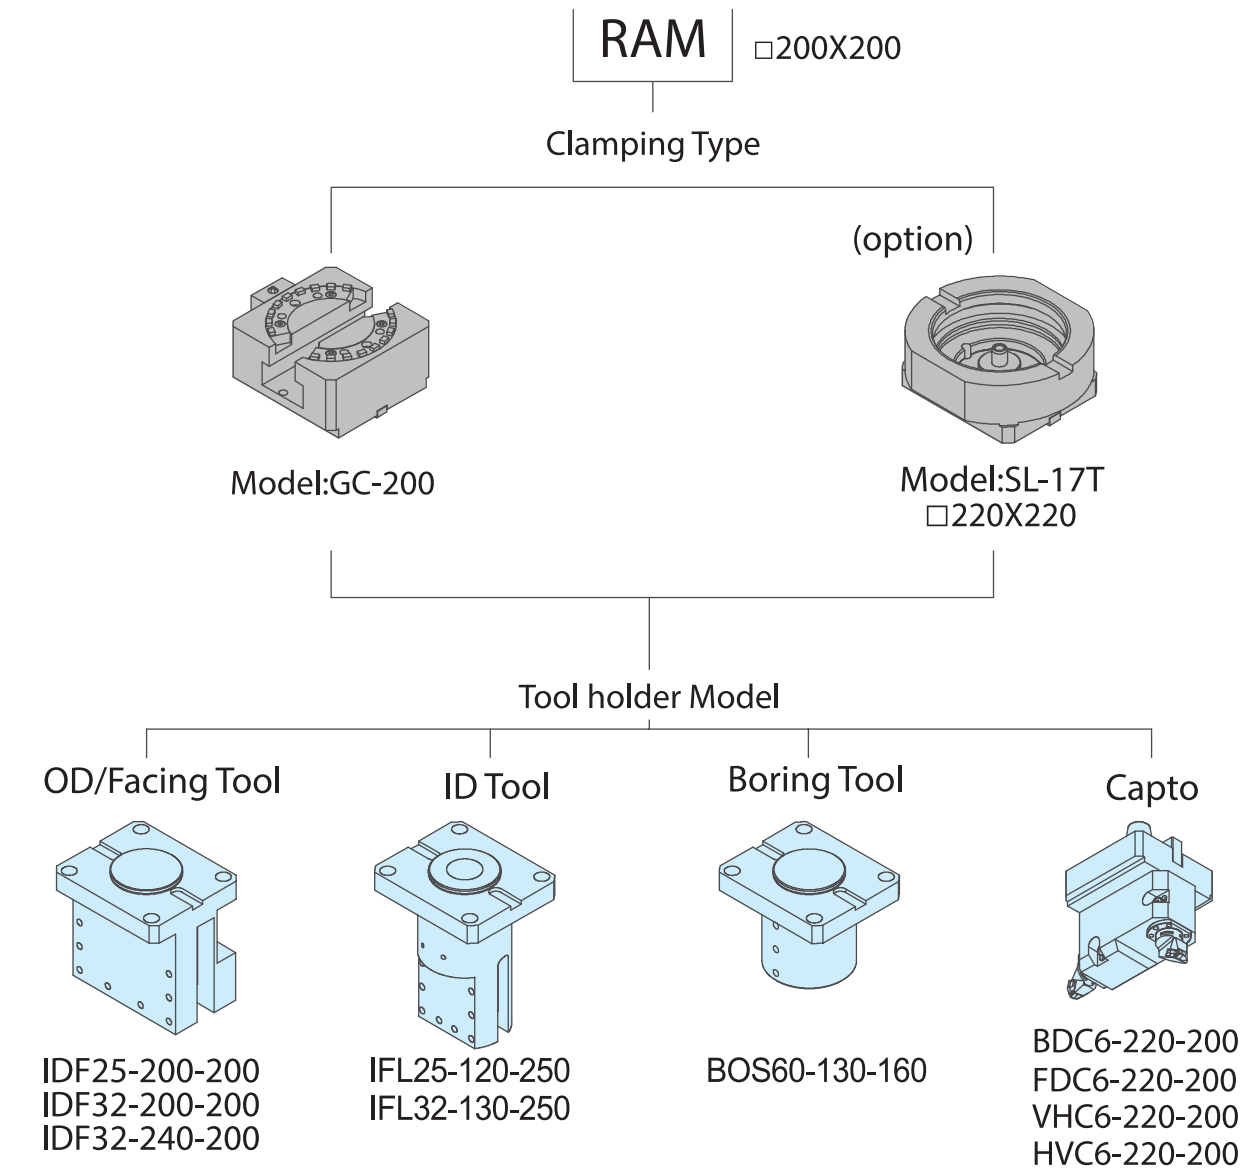 RAM
□200X200
Clamping Type
(option)
Model:GC-200
Model:SL-17T
□220X220
Tool holder Model
OD/Facing Tool
ID Tool
Boring Tool
Capto
IDF25-200-200
IDF32-200-200
IDF32-240-200
IFL25-120-250
IFL32-130-250
BOS60-130-160
BDC6-220-200
FDC6-220-200
VHC6-220-200
HVC6-220-200